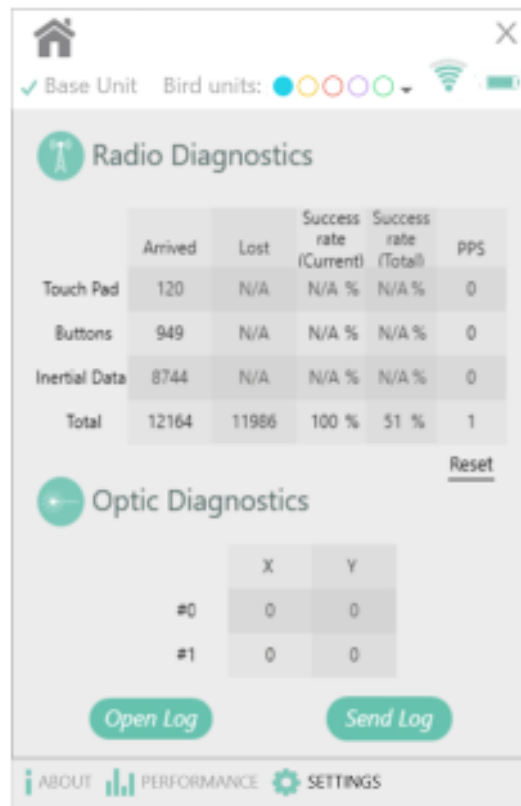 Base Unit Bird units:
Radio Diagnostics
Success Success
rate rate
Arrived Lost (Current) (Total) PPS
Touch Pad 120 N/A N/A % N/A % 0
Buttons 949 N/A N/A % N/A % 0
Inertial Data 8744 N/A N/A % N/A % 0
Total 12164 11986 100 % 51 % 1
Reset
Optic Diagnostics
X Y
#0 0 0
#1 0 0
Open Log Send Log
ABOUT PERFORMANCE SETTINGS